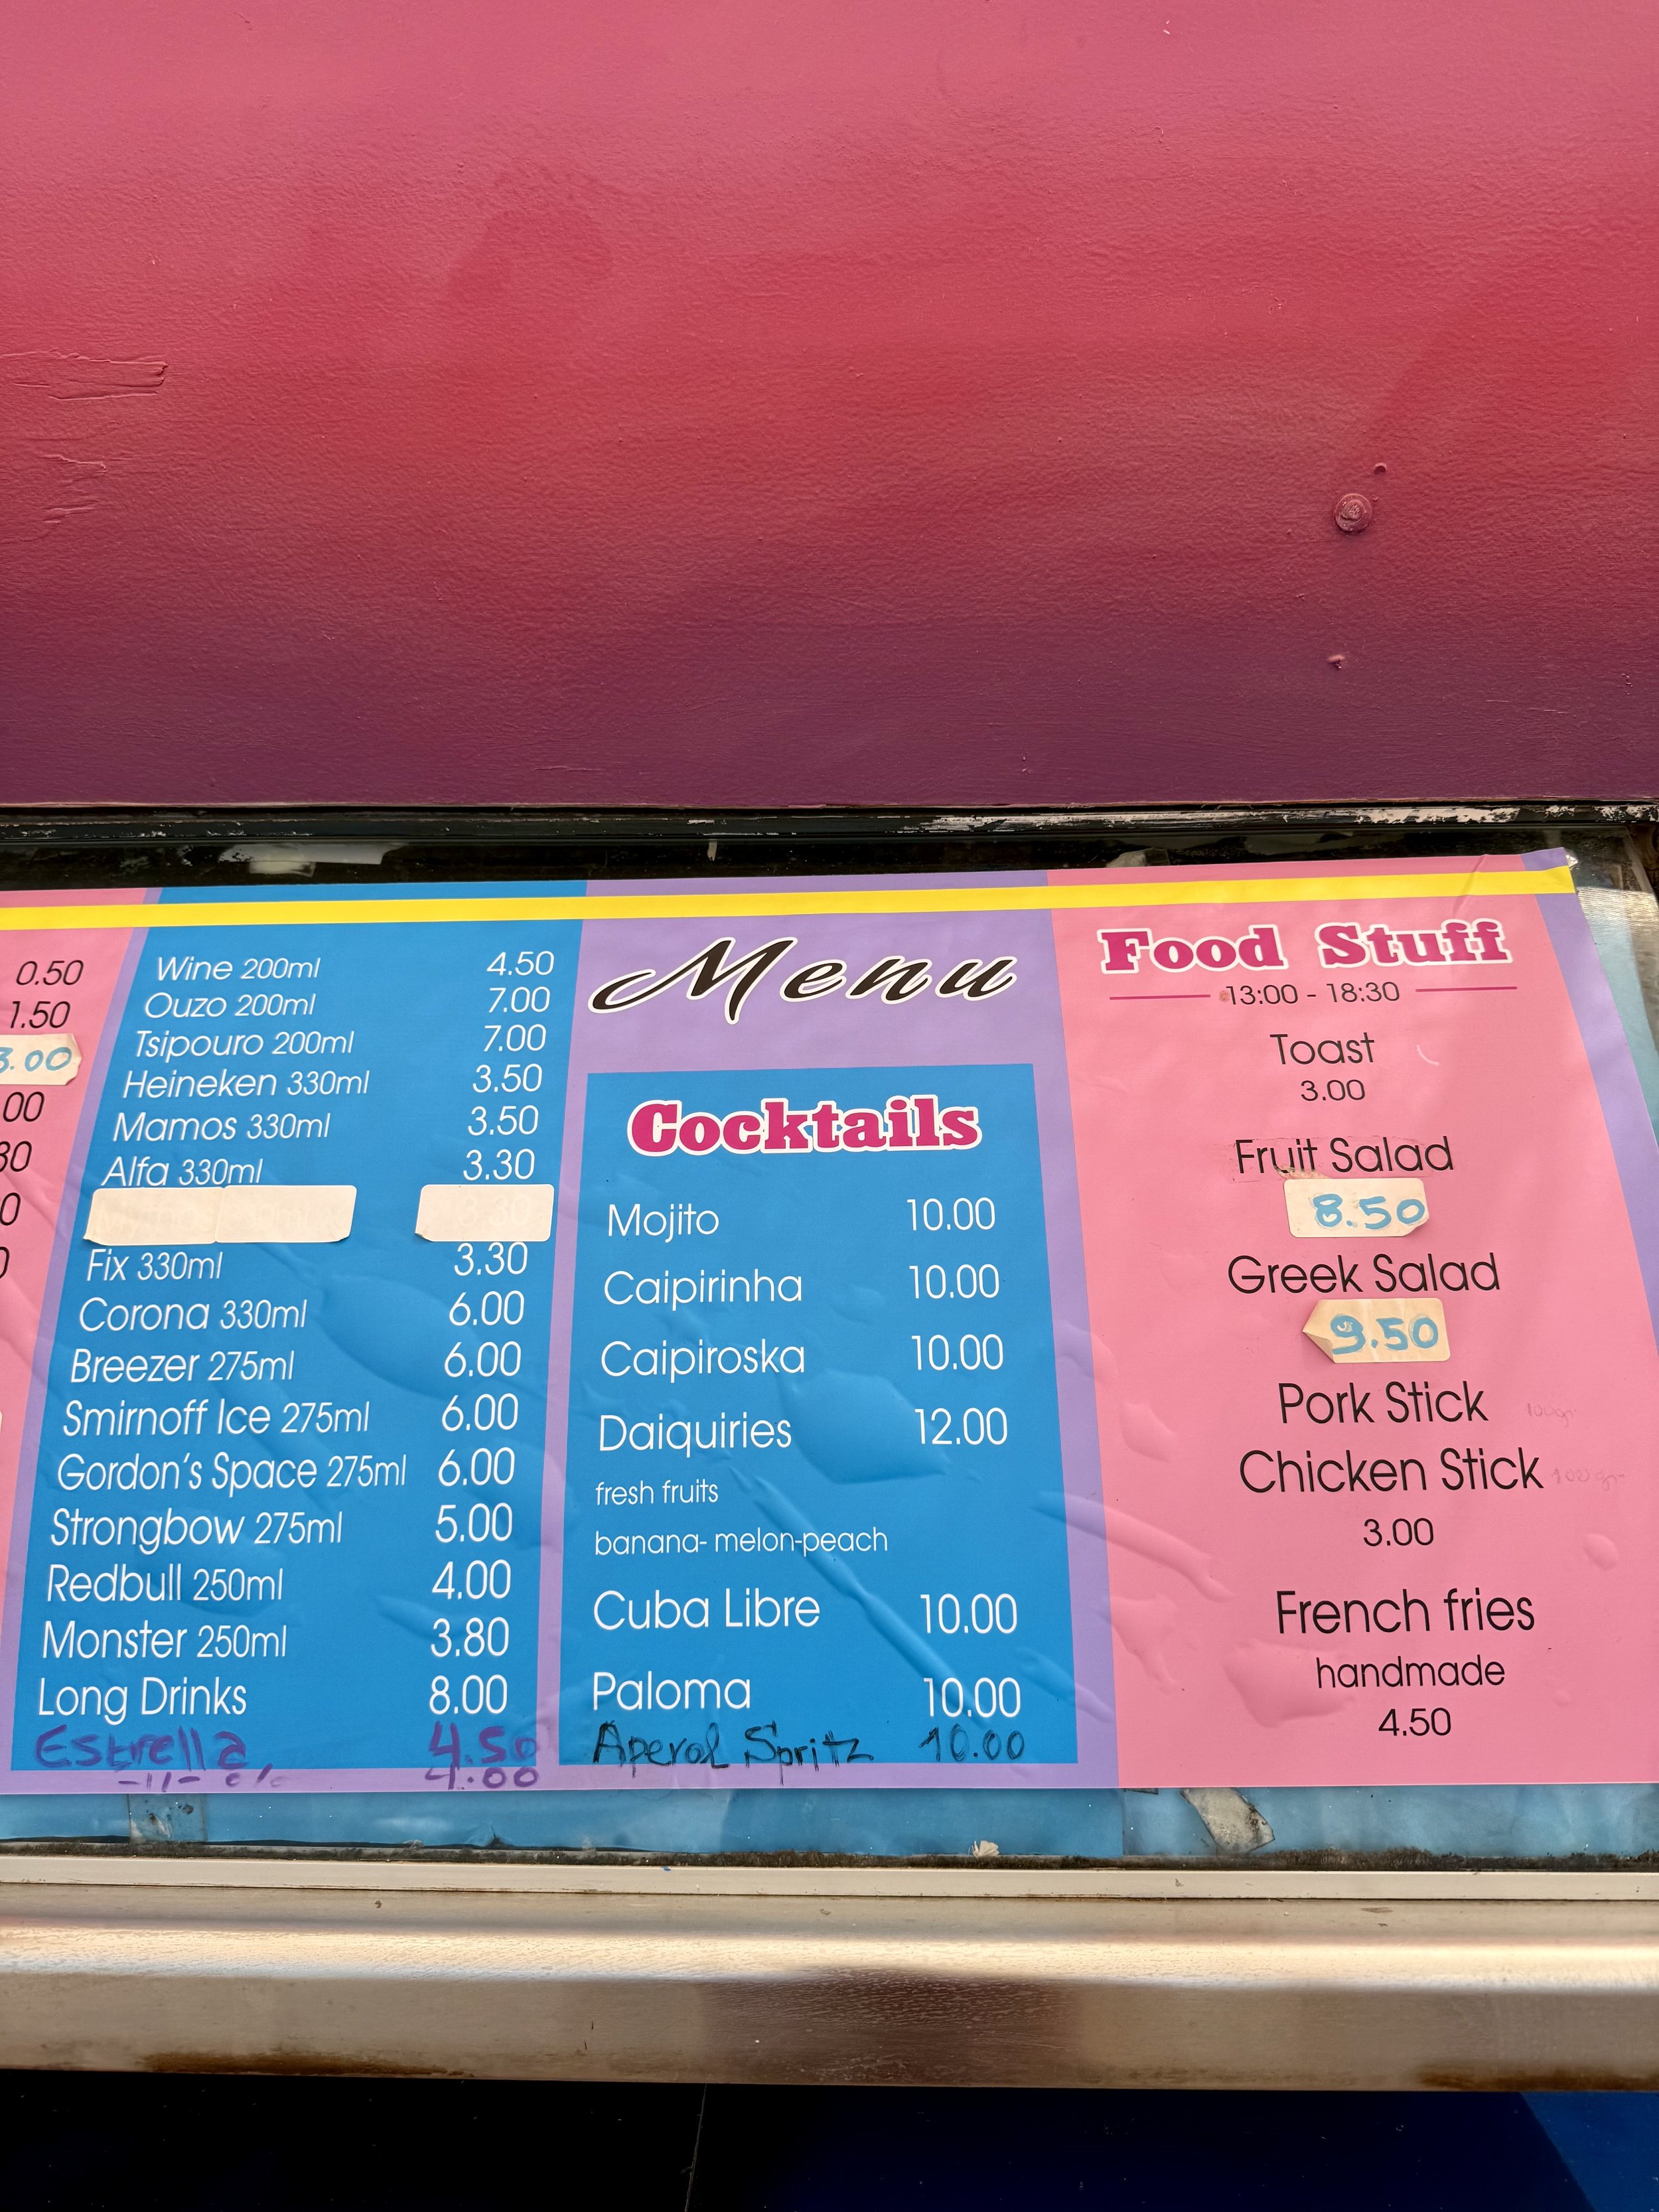 0.50
1.50
3.00
.00
30
0
Wine 200ml 4.50
Ouzo 200ml 7.00
Tsipouro 200ml 7.00
Heineken 330ml 3.50
Mamos 330ml 3.50
Alfa 330ml 3.30
Fix 330ml 3.30
Corona 330ml 6.00
Breezer 275ml 6.00
Smirnoff Ice 275ml 6.00
Gordon's Space 275ml 6.00
Strongbow 275ml 5.00
Redbull 250ml 4.00
Monster 250ml 3.80
Long Drinks 8.00
Estrella 4.50
-11- % 4.00
Menu
Cocktails
Mojito 10.00
Caipirinha 10.00
Caipiroska 10.00
Daiquiries 12.00
fresh fruits
banana- melon-peach
Cuba Libre 10.00
Paloma 10.00
Aperol Spritz 10.00
Food Stuff
13:00 - 18:30
Toast
3.00
Fruit Salad
8.50
Greek Salad
9.50
Pork Stick 100gr
Chicken Stick 100gr
3.00
French fries
handmade
4.50